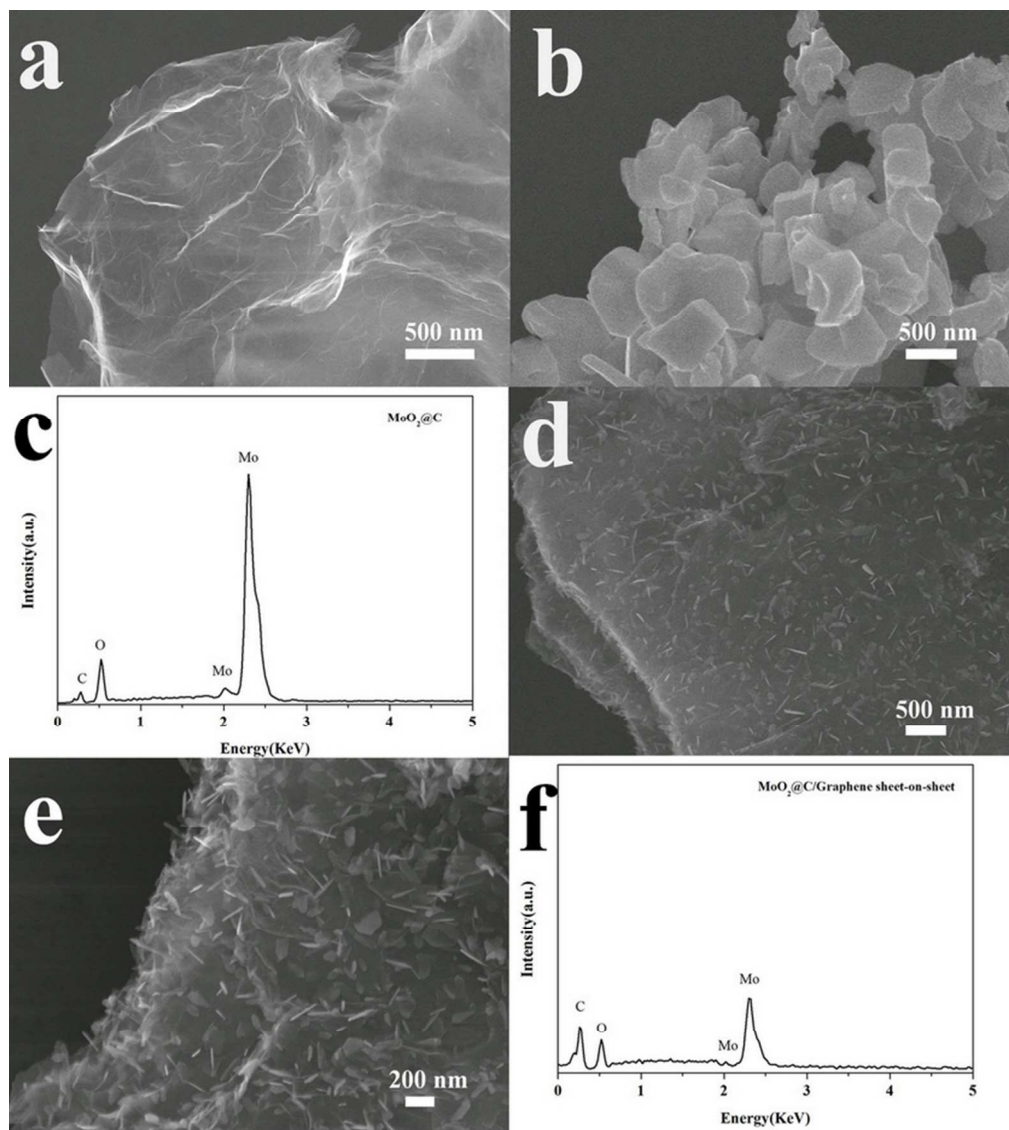 a
500 nm
b
500 nm
c
MoO₂@C
Mo
O
C
Mo
Intensity(a.u.)
0 1 2 3 4 5
Energy(KeV)
d
500 nm
e
200 nm
f
MoO₂@C/Graphene sheet-on-sheet
Mo
C
O
Mo
Intensity(a.u.)
0 1 2 3 4 5
Energy(KeV)